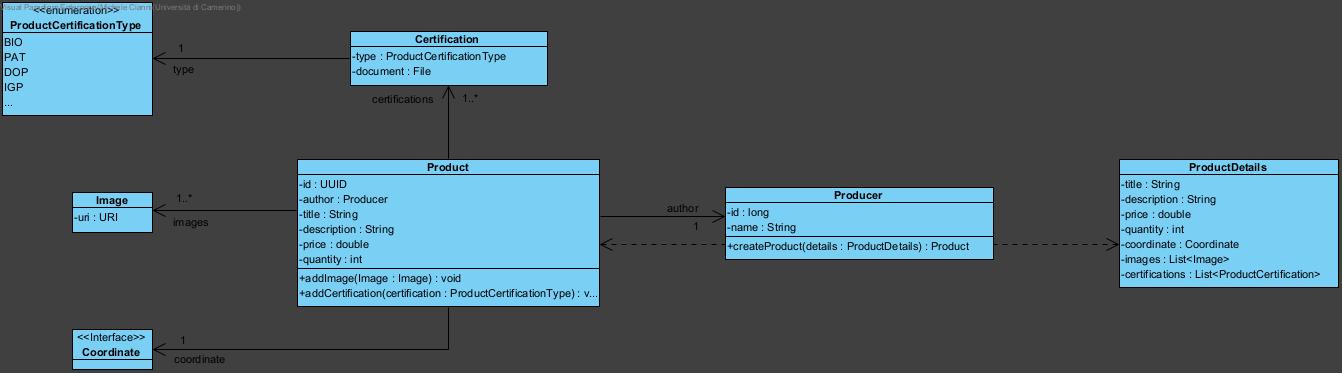 Visual Paradigm Enterprise (Michele Cianni (Università di Camerino))
<<enumeration>>
ProductCertificationType
BIO
PAT
DOP
IGP
...
1
type
Certification
-type : ProductCertificationType
-document : File
certifications
1..*
Image
-uri : URI
1..*
images
Product
-id : UUID
-author : Producer
-title : String
-description : String
-price : double
-quantity : int
+addImage(Image : Image) : void
+addCertification(certification : ProductCertificationType) : v...
author
1
Producer
-id : long
-name : String
+createProduct(details : ProductDetails) : Product
ProductDetails
-title : String
-description : String
-price : double
-quantity : int
-coordinate : Coordinate
-images : List<Image>
-certifications : List<ProductCertification>
<<Interface>>
Coordinate
1
coordinate